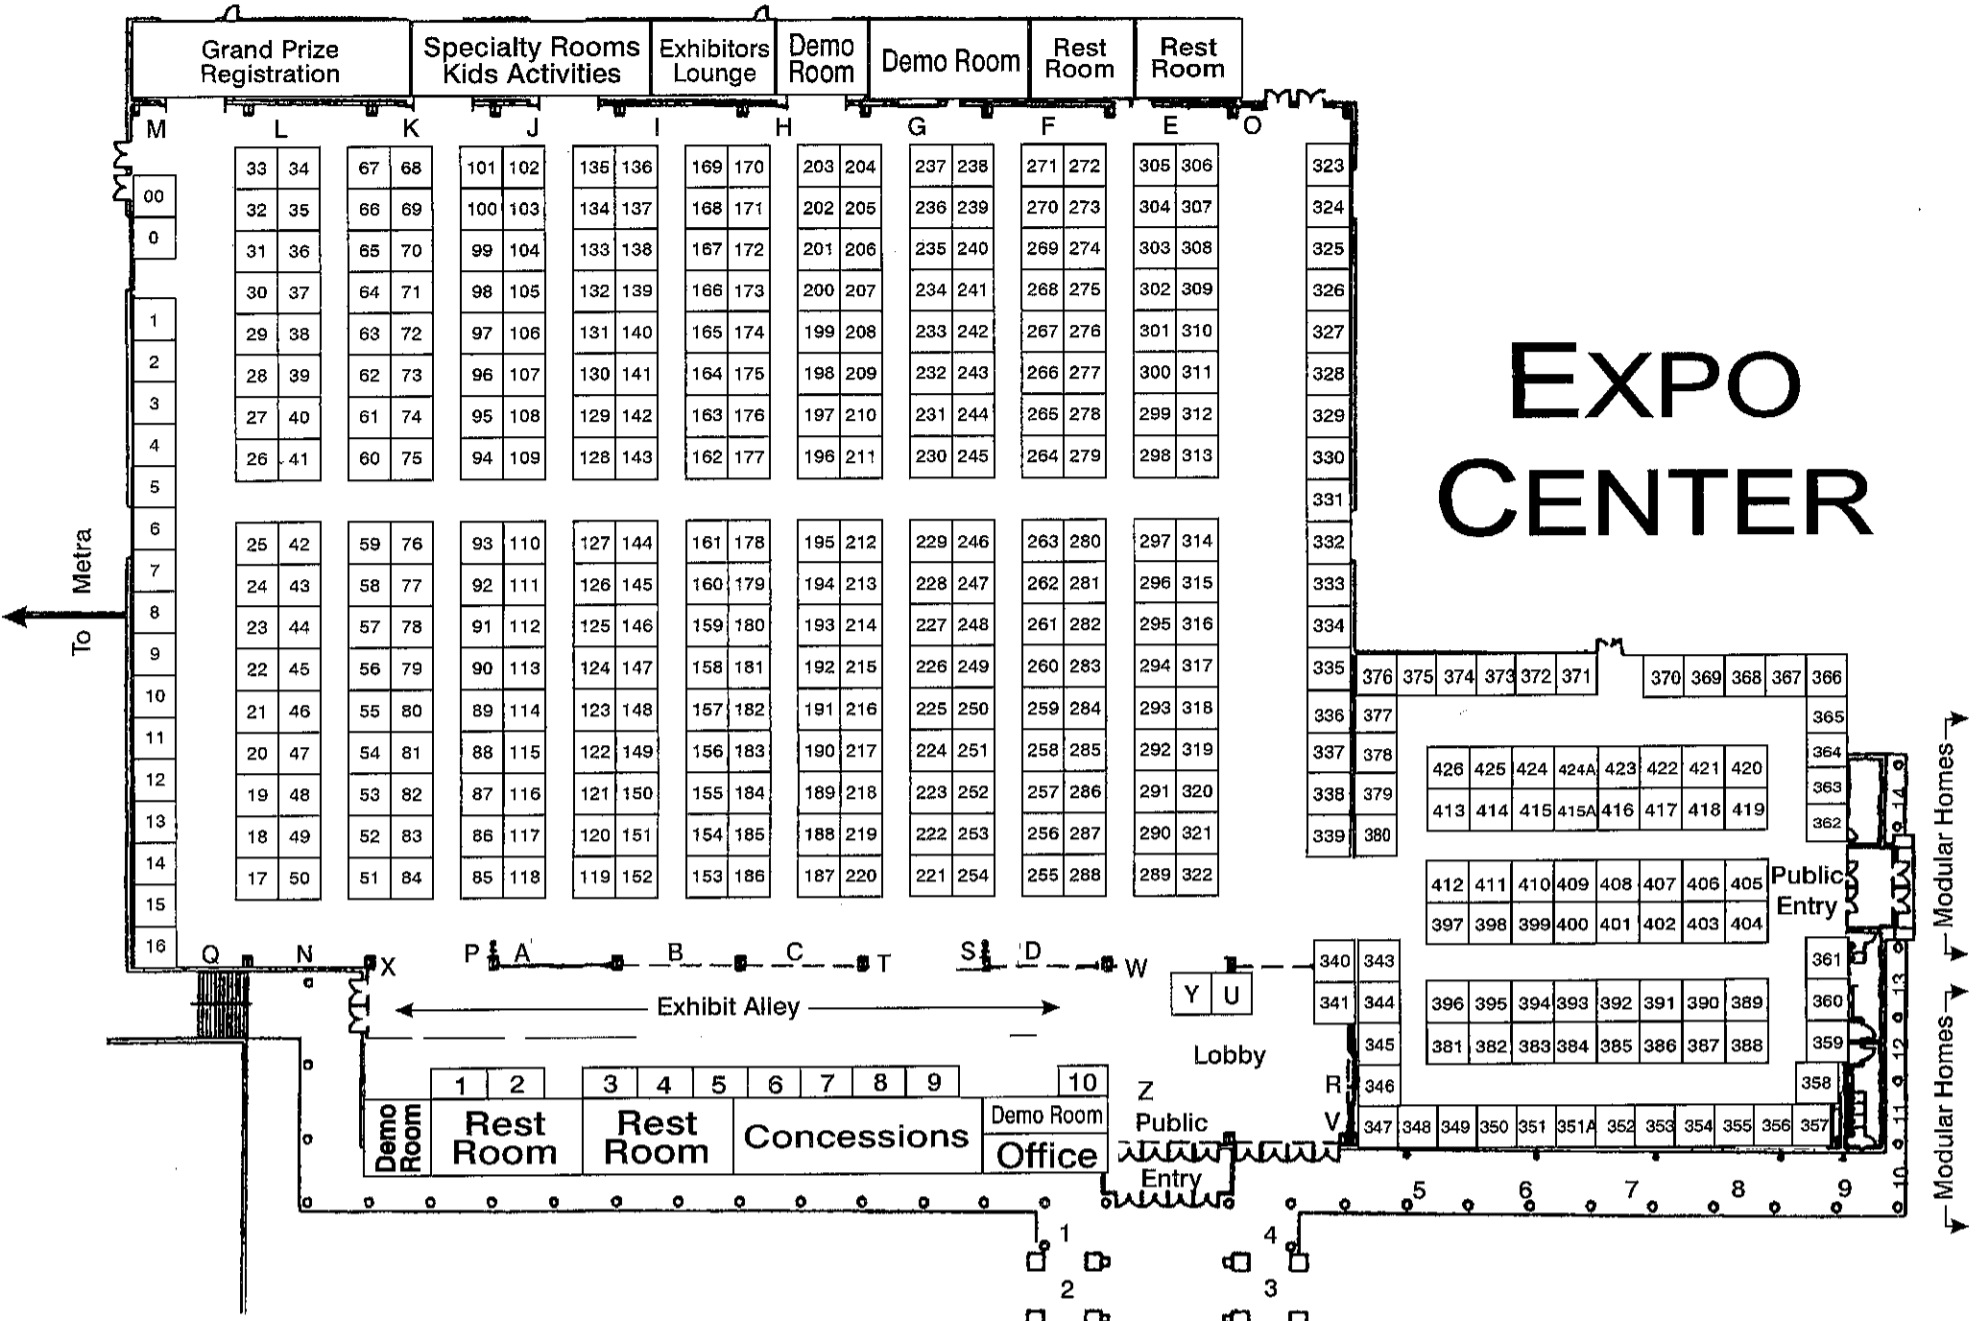 Grand Prize Registration
Specialty Rooms Kids Activities
Exhibitors Lounge
Demo Room
Demo Room
Rest Room
Rest Room
M L K J I H G F E O
33 34 67 68 101 102 135 136 169 170 203 204 237 238 271 272 305 306 323
00 32 35 66 69 100 103 134 137 168 171 202 205 236 239 270 273 304 307 324
0 31 36 65 70 99 104 133 138 167 172 201 206 235 240 269 274 303 308 325
30 37 64 71 98 105 132 139 166 173 200 207 234 241 268 275 302 309 326
1 29 38 63 72 97 106 131 140 165 174 199 208 233 242 267 276 301 310 327
2 28 39 62 73 96 107 130 141 164 175 198 209 232 243 266 277 300 311 328
3 27 40 61 74 95 108 129 142 163 176 197 210 231 244 265 278 299 312 329
4 26 41 60 75 94 109 128 143 162 177 196 211 230 245 264 279 298 313 330
5 331
6 25 42 59 76 93 110 127 144 161 178 195 212 229 246 263 280 297 314 332
7 24 43 58 77 92 111 126 145 160 179 194 213 228 247 262 281 296 315 333
8 23 44 57 78 91 112 125 146 159 180 193 214 227 248 261 282 295 316 334
9 22 45 56 79 90 113 124 147 158 181 192 215 226 249 260 283 294 317 335
10 21 46 55 80 89 114 123 148 157 182 191 216 225 250 259 284 293 318 336
11 20 47 54 81 88 115 122 149 156 183 190 217 224 251 258 285 292 319 337
12 19 48 53 82 87 116 121 150 155 184 189 218 223 252 257 286 291 320 338
13 18 49 52 83 86 117 120 151 154 185 188 219 222 253 256 287 290 321 339
14 17 50 51 84 85 118 119 152 153 186 187 220 221 254 255 288 289 322
15
16
To Metra
EXPO
CENTER
376 375 374 373 372 371 370 369 368 367 366
377 365
378 364
379 363
380 362
426 425 424 424A 423 422 421 420
413 414 415 415A 416 417 418 419
412 411 410 409 408 407 406 405
397 398 399 400 401 402 403 404
Public
Entry
340 343 361
341 344 360
345 359
346 358
396 395 394 393 392 391 390 389
381 382 383 384 385 386 387 388
347 348 349 350 351 351A 352 353 354 355 356 357
Modular Homes
Modular Homes
14
13
12
11
10
5 6 7 8 9
Q N X P A B C T S D W
Y U
Exhibit Alley
Lobby
R
V
Z
Public
Entry
1 2 3 4 5 6 7 8 9 10
Demo Room
Rest Room
Rest Room
Concessions
Demo Room
Office
1 4
2 3